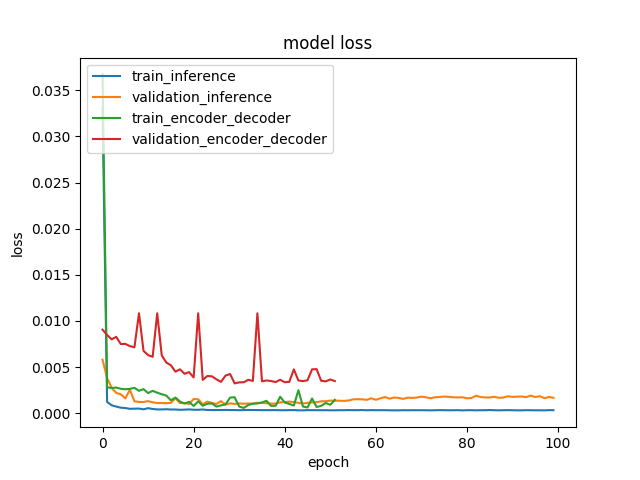 model loss
train_inference
validation_inference
train_encoder_decoder
validation_encoder_decoder
0.035
0.030
0.025
0.020
0.015
0.010
0.005
0.000
loss
0 20 40 60 80 100
epoch